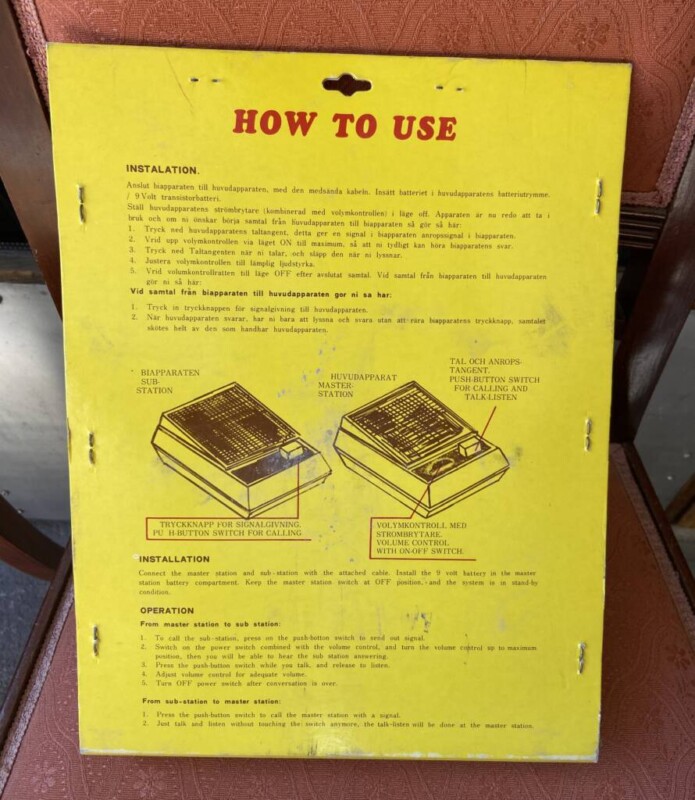 HOW TO USE
INSTALATION.
Anslut biapparaten till huvudapparaten, med den medsända kabeln. Insätt batteriet i huvudapparatens batteriutrymme.
/ 9 Volt transistorbatteri.
Ställ huvudapparatens strömbrytare (kombinerad med volymkontrollen) i läge off. Apparaten är nu redo att ta i
bruk och om ni önskar börja samtal från huvudapparaten till biapparaten så gör så här:
1. Tryck ned huvudapparatens taltangent, detta ger en signal i biapparaten anropssignal i biapparaten.
2. Vrid upp volymkontrollen via läget ON till maximum, så att ni tydligt kan höra biapparatens svar.
3. Tryck ned Taltangenten när ni talar, och släpp den när ni lyssnar.
4. Justera volymkontrollen till lämplig ljudstyrka.
5. Vrid volumkontrollratten till läge OFF efter avslutat samtal. Vid samtal från biapparaten till huvudapparaten
gör ni så här:
Vid samtal från biapparaten till huvudapparaten gor ni sa har:
1. Tryck in tryckknappen för signalgivning till huvudapparaten.
2. När huvudapparaten svarar, har ni bara att lyssna och svara utan att röra biapparatens tryckknapp, samtalet
skötes helt av den som handhar huvudapparaten.
BIAPPARATEN
SUB-
STATION
HUVUDAPPARAT
MASTER-
STATION
TAL OCH ANROPS-
TANGENT.
PUSH-BUTTON SWITCH
FOR CALLING AND
TALK-LISTEN
TRYCKKNAPP FOR SIGNALGIVNING.
PU H-BUTTON SWITCH FOR CALLING
VOLYMKONTROLL MED
STROMBRYTARE.
VOLUME CONTROL
WITH ON-OFF SWITCH.
INSTALLATION
Connect the master station and sub-station with the attached cable. Install the 9 volt battery in the master
station battery compartment. Keep the master station switch at OFF position, and the system is in stand-by
condition.
OPERATION
From master station to sub station:
1. To call the sub-station, press on the push-button switch to send out signal.
2. Switch on the power switch combined with the volume control, and turn the volume control up to maximum
position, then you will be able to hear the sub station answering.
3. Press the push-button switch while you talk, and release to listen.
4. Adjust volume control for adequate volume.
5. Turn OFF power switch after conversation is over.
From sub-station to master station:
1. Press the push-button switch to call the master station with a signal.
2. Just talk and listen without touching the switch anymore, the talk-listen will be done at the master station.